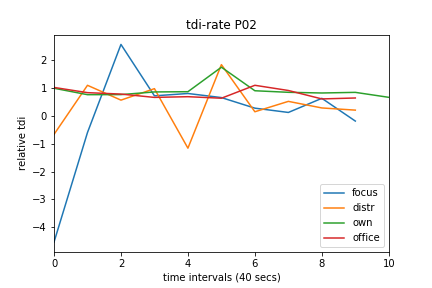 tdi-rate P02
relative tdi
2
1
0
−1
−2
−3
−4
0 2 4 6 8 10
time intervals (40 secs)
focus
distr
own
office